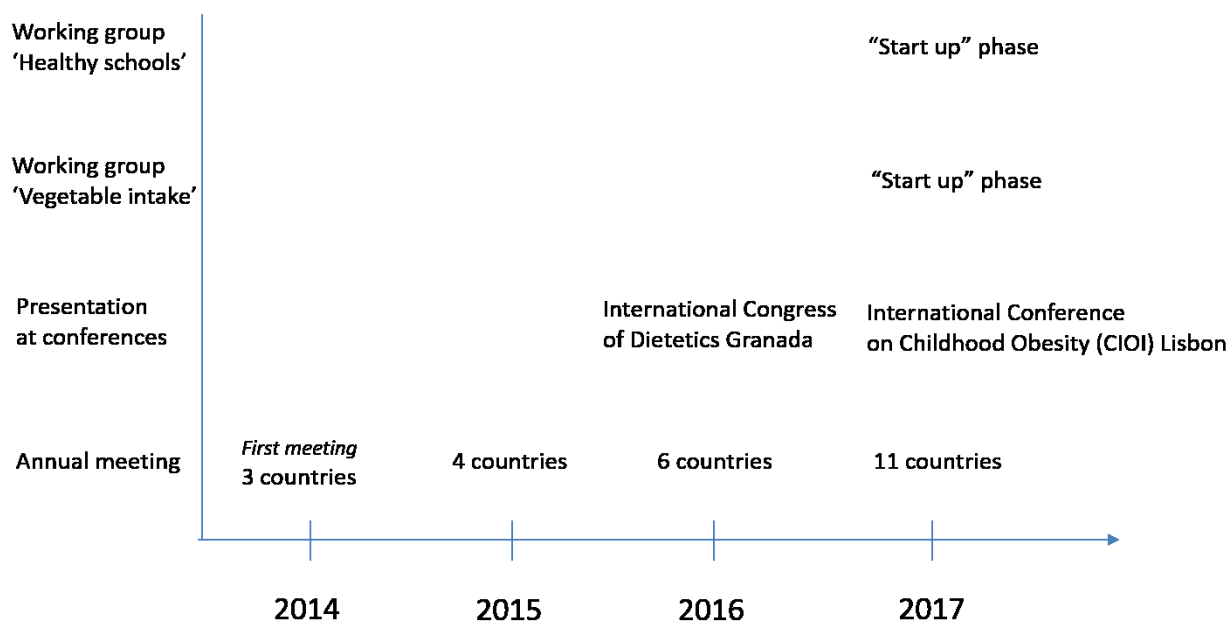 Working group
‘Healthy schools’
“Start up” phase
Working group
‘Vegetable intake’
“Start up” phase
Presentation
at conferences
International Congress
of Dietetics Granada
International Conference
on Childhood Obesity (CIOI) Lisbon
Annual meeting
First meeting
3 countries
4 countries
6 countries
11 countries
2014
2015
2016
2017